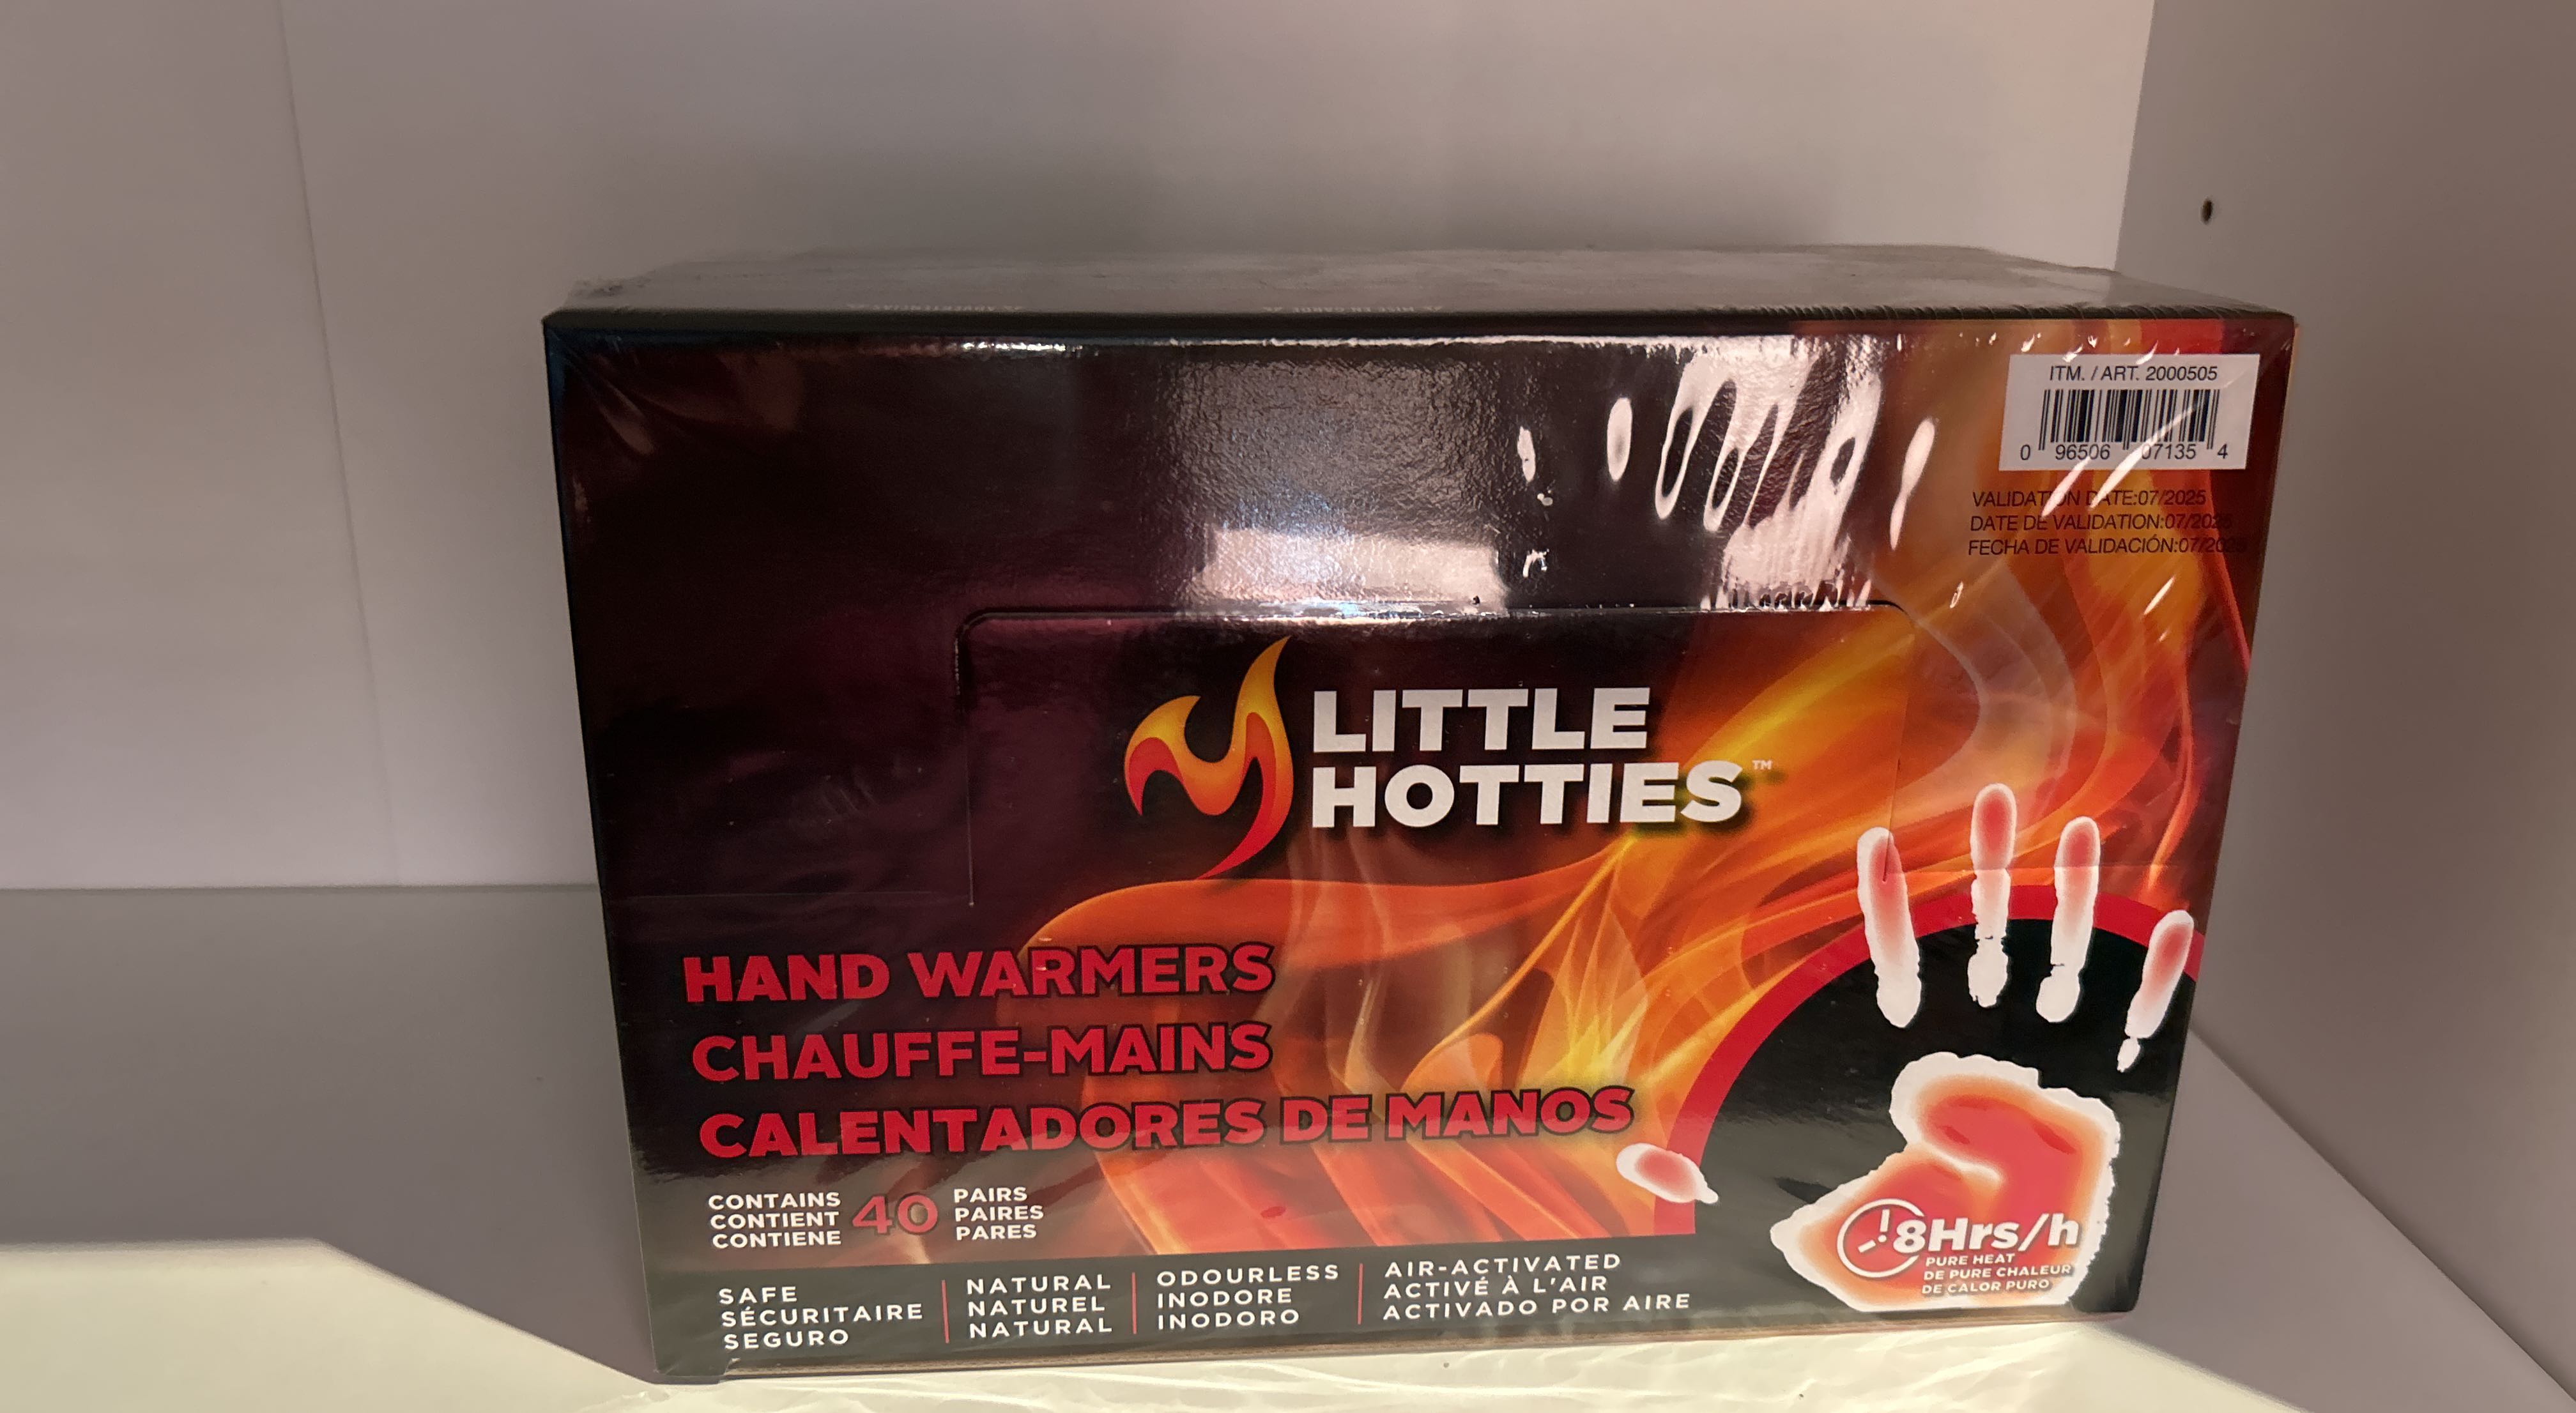 ITM. / ART. 2000505
0 96506 07135 4
VALIDATION DATE:07/2025
DATE DE VALIDATION:07/2025
FECHA DE VALIDACIÓN:07/2025
LITTLE
HOTTIES™
HAND WARMERS
CHAUFFE-MAINS
CALENTADORES DE MANOS
CONTAINS
CONTIENT
CONTIENE
40
PAIRS
PAIRES
PARES
SAFE
SÉCURITAIRE
SEGURO
NATURAL
NATUREL
NATURAL
ODOURLESS
INODORE
INODORO
AIR-ACTIVATED
ACTIVÉ À L'AIR
ACTIVADO POR AIRE
8Hrs/h
PURE HEAT
DE PURE CHALEUR
DE CALOR PURO